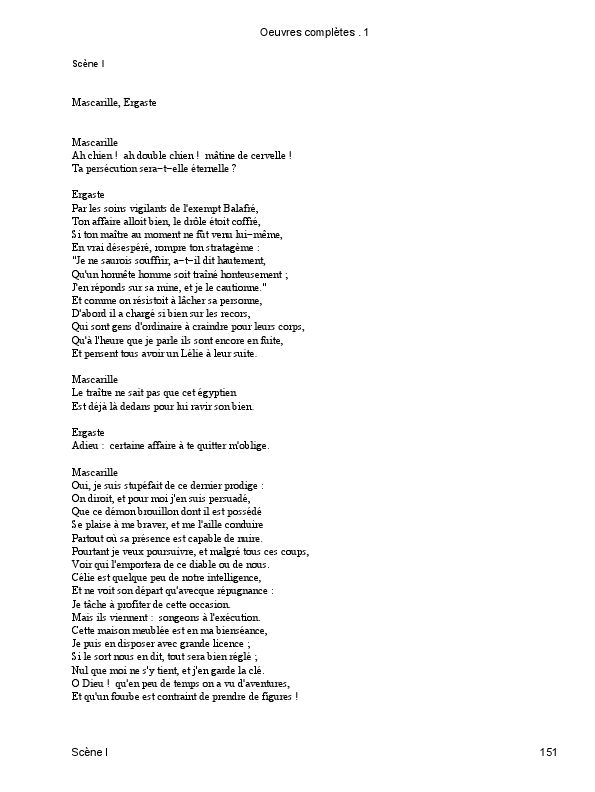 Oeuvres complètes . 1
Scène I
Mascarille, Ergaste
Mascarille
Ah chien !  ah double chien !  mâtine de cervelle !
Ta persécution sera−t−elle éternelle ?
Ergaste
Par les soins vigilants de l'exempt Balafré,
Ton affaire alloit bien, le drôle étoit coffré,
Si ton maître au moment ne fût venu lui−même,
En vrai désespéré, rompre ton stratagème :
"Je ne saurois souffrir, a−t−il dit hautement,
Qu'un honnête homme soit traîné honteusement ;
J'en réponds sur sa mine, et je le cautionne."
Et comme on résistoit à lâcher sa personne,
D'abord il a chargé si bien sur les recors,
Qui sont gens d'ordinaire à craindre pour leurs corps,
Qu'à l'heure que je parle ils sont encore en fuite,
Et pensent tous avoir un Lélie à leur suite.
Mascarille
Le traître ne sait pas que cet égyptien
Est déjà là dedans pour lui ravir son bien.
Ergaste
Adieu :  certaine affaire à te quitter m'oblige.
Mascarille
Oui, je suis stupéfait de ce dernier prodige :
On diroit, et pour moi j'en suis persuadé,
Que ce démon brouillon dont il est possédé
Se plaise à me braver, et me l'aille conduire
Partout où sa présence est capable de nuire.
Pourtant je veux poursuivre, et malgré tous ces coups,
Voir qui l'emportera de ce diable ou de nous.
Célie est quelque peu de notre intelligence,
Et ne voit son départ qu'avecque répugnance :
Je tâche à profiter de cette occasion.
Mais ils viennent :  songeons à l'exécution.
Cette maison meublée est en ma bienséance,
Je puis en disposer avec grande licence ;
Si le sort nous en dit, tout sera bien réglé ;
Nul que moi ne s'y tient, et j'en garde la clé.
O Dieu !  qu'en peu de temps on a vu d'aventures,
Et qu'un fourbe est contraint de prendre de figures !
Scène I
151